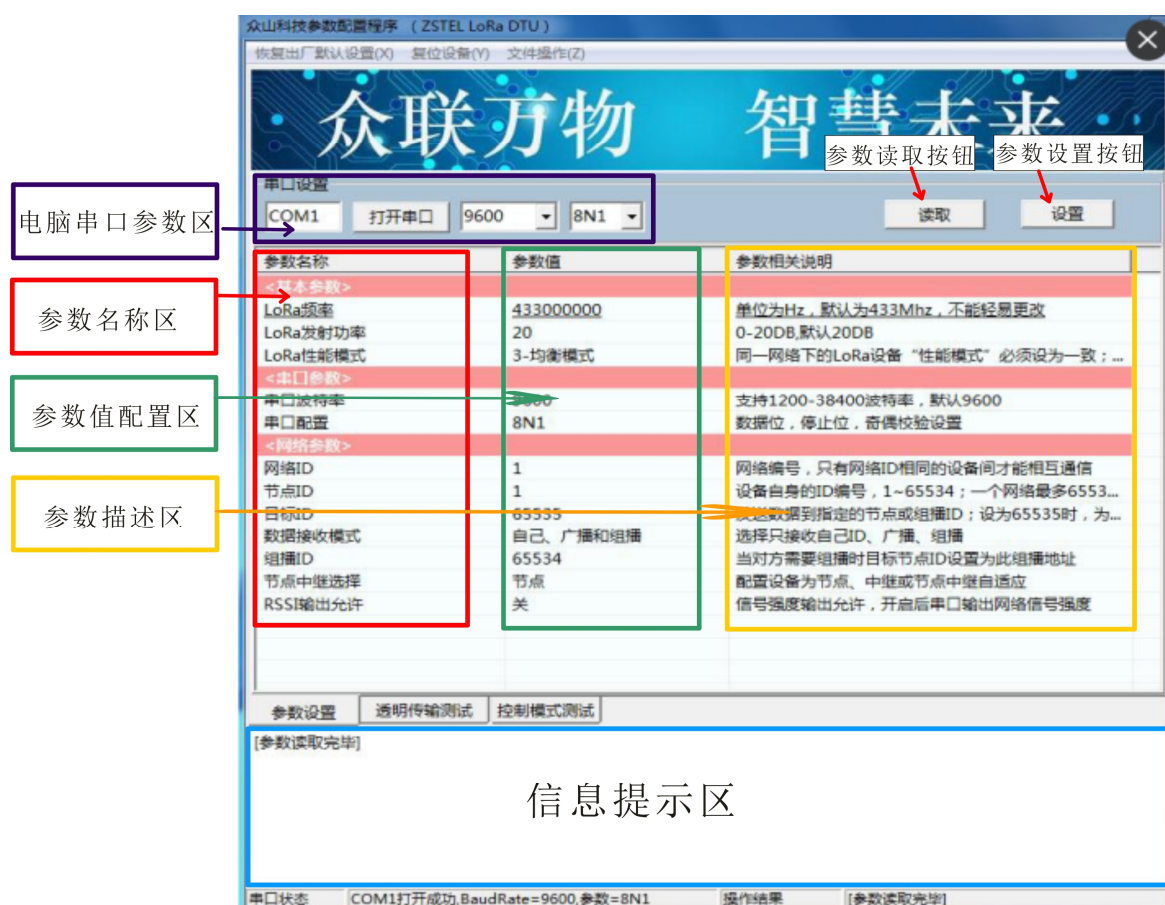 众山科技参数配置程序 （ZSTEL LoRa DTU）
恢复出厂默认设置(X) 复位设备(Y) 文件操作(Z)
众联万物 智慧未来
参数读取按钮 参数设置按钮
串口设置
电脑串口参数区
COM1 打开串口 9600 8N1 读取 设置
参数名称 参数值 参数相关说明
<基本参数>
参数名称区
LoRa频率 433000000 单位为Hz，默认为433Mhz，不能轻易更改
LoRa发射功率 20 0-20DB,默认20DB
LoRa性能模式 3-均衡模式 同一网络下的LoRa设备“性能模式”必须设为一致；...
<串口参数>
参数值配置区
串口波特率 9600 支持1200-38400波特率，默认9600
串口配置 8N1 数据位，停止位，奇偶校验设置
<网络参数>
网络ID 1 网络编号，只有网络ID相同的设备间才能相互通信
节点ID 1 设备自身的ID编号，1~65534；一个网络最多6553...
参数描述区
目标ID 65535 发送数据到指定的节点或组播ID；设为65535时，为...
数据接收模式 自己、广播和组播 选择只接收自己ID、广播、组播
组播ID 65534 当对方需要组播时目标节点ID设置为此组播地址
节点中继选择 节点 配置设备为节点、中继或节点中继自适应
RSSI输出允许 关 信号强度输出允许，开启后串口输出网络信号强度
参数设置 透明传输测试 控制模式测试
[参数读取完毕]
信息提示区
串口状态 COM1打开成功,BaudRate=9600,参数=8N1 操作结果 [参数读取完毕]